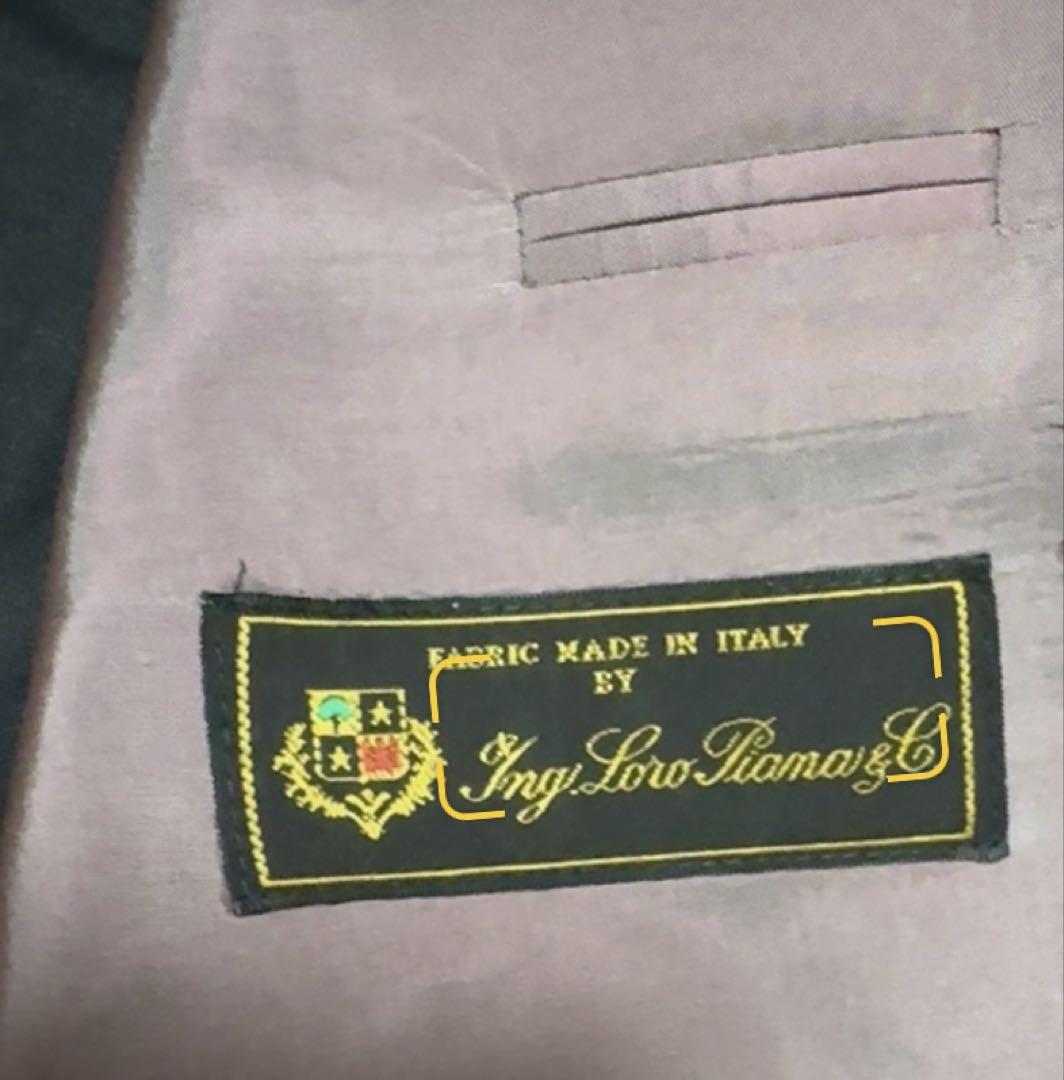 FABRIC MADE IN ITALY
BY
Ing. Loro Piana & C